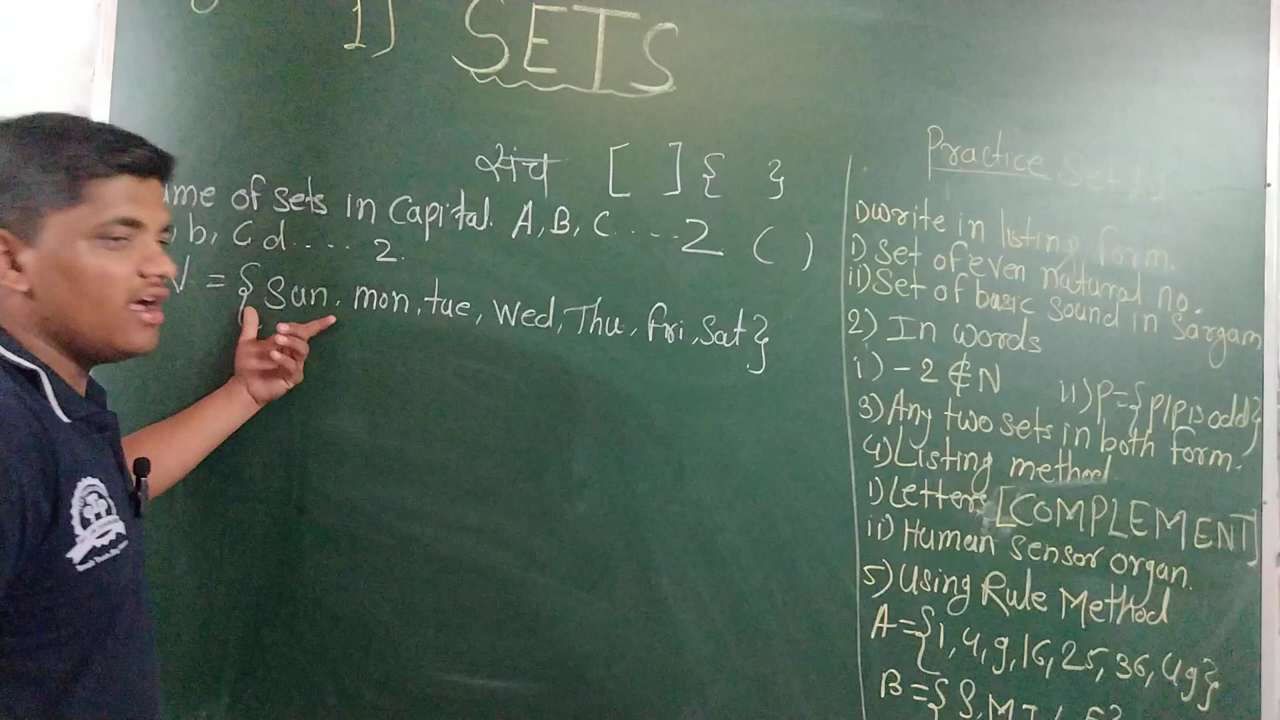 1) SETS
संच [ ] { }
ame of sets in Capital. A, B, C .... Z ( )
b, C d..... z.
= { Sun, mon, tue, Wed, Thu, Fri, Sat }
Practice Set
1) write in listing form.
i) Set of even natural no.
ii) Set of basic sound in sargam
2) In words
i) -2 ∉ N ii) P={p/p is odd}
3) Any two sets in both form.
4) Listing method
i) Letters [COMPLEMENT]
ii) Human sensor organ.
5) Using Rule Method
A={1, 4, 9, 16, 25, 36, 49}
B={